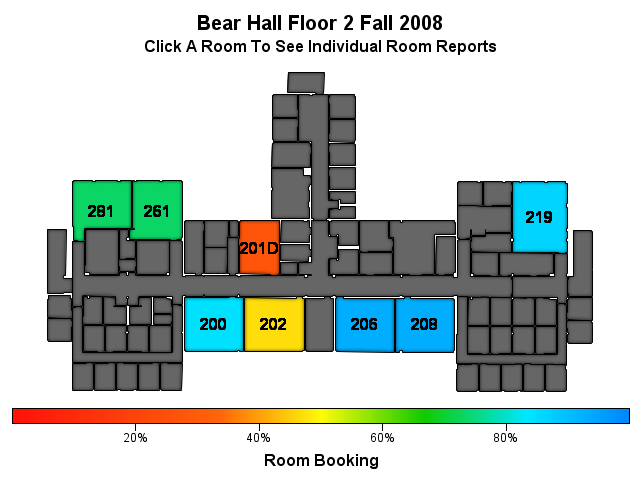 Bear Hall Floor 2 Fall 2008
Click A Room To See Individual Room Reports
281
261
219
201D
200
202
206
208
20%
40%
60%
80%
Room Booking